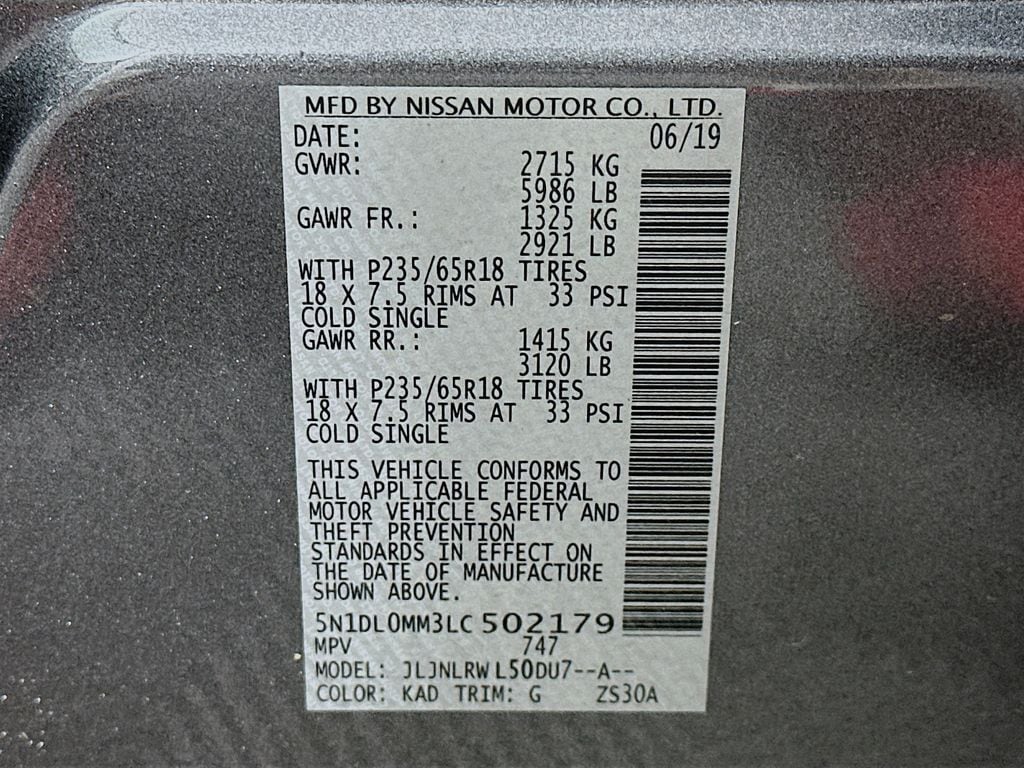 MFD BY NISSAN MOTOR CO., LTD.
DATE: 06/19
GVWR: 2715 KG
5986 LB
GAWR FR.: 1325 KG
2921 LB
WITH P235/65R18 TIRES
18 X 7.5 RIMS AT 33 PSI
COLD SINGLE
GAWR RR.: 1415 KG
3120 LB
WITH P235/65R18 TIRES
18 X 7.5 RIMS AT 33 PSI
COLD SINGLE
THIS VEHICLE CONFORMS TO
ALL APPLICABLE FEDERAL
MOTOR VEHICLE SAFETY AND
THEFT PREVENTION
STANDARDS IN EFFECT ON
THE DATE OF MANUFACTURE
SHOWN ABOVE.
5N1DL0MM3LC 502179
MPV 747
MODEL: JLJNLRW L50DU7--A--
COLOR: KAD TRIM: G ZS30A